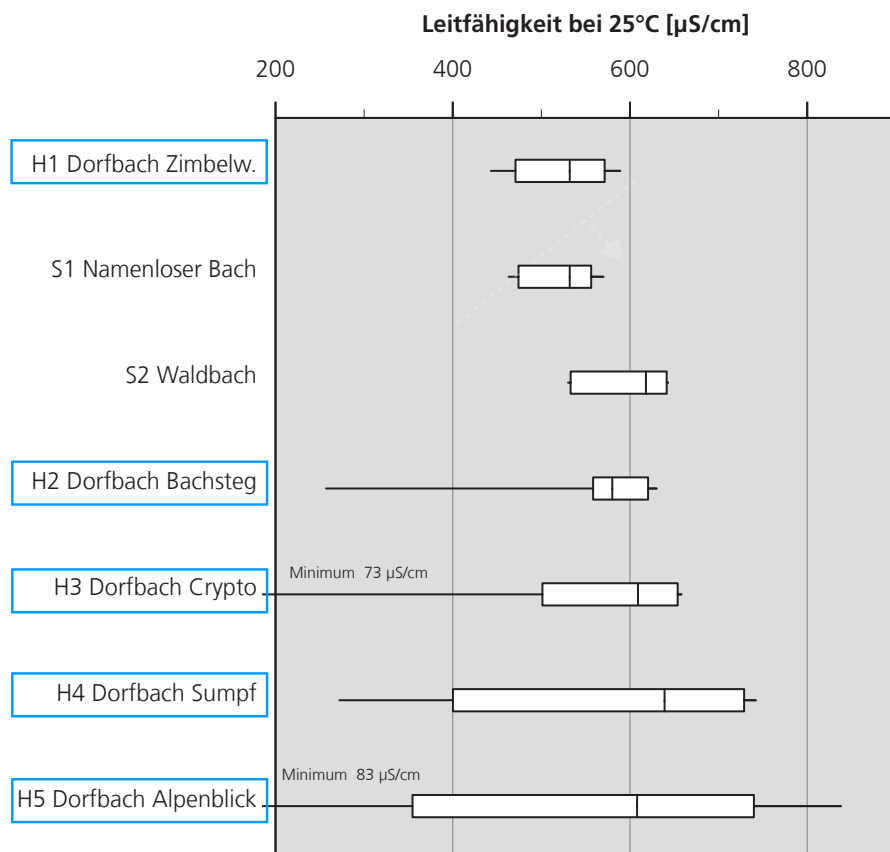 Leitfähigkeit bei 25°C [µS/cm]
200 400 600 800
H1 Dorfbach Zimbelw.
S1 Namenloser Bach
S2 Waldbach
H2 Dorfbach Bachsteg
Minimum 73 µS/cm
H3 Dorfbach Crypto
H4 Dorfbach Sumpf
Minimum 83 µS/cm
H5 Dorfbach Alpenblick